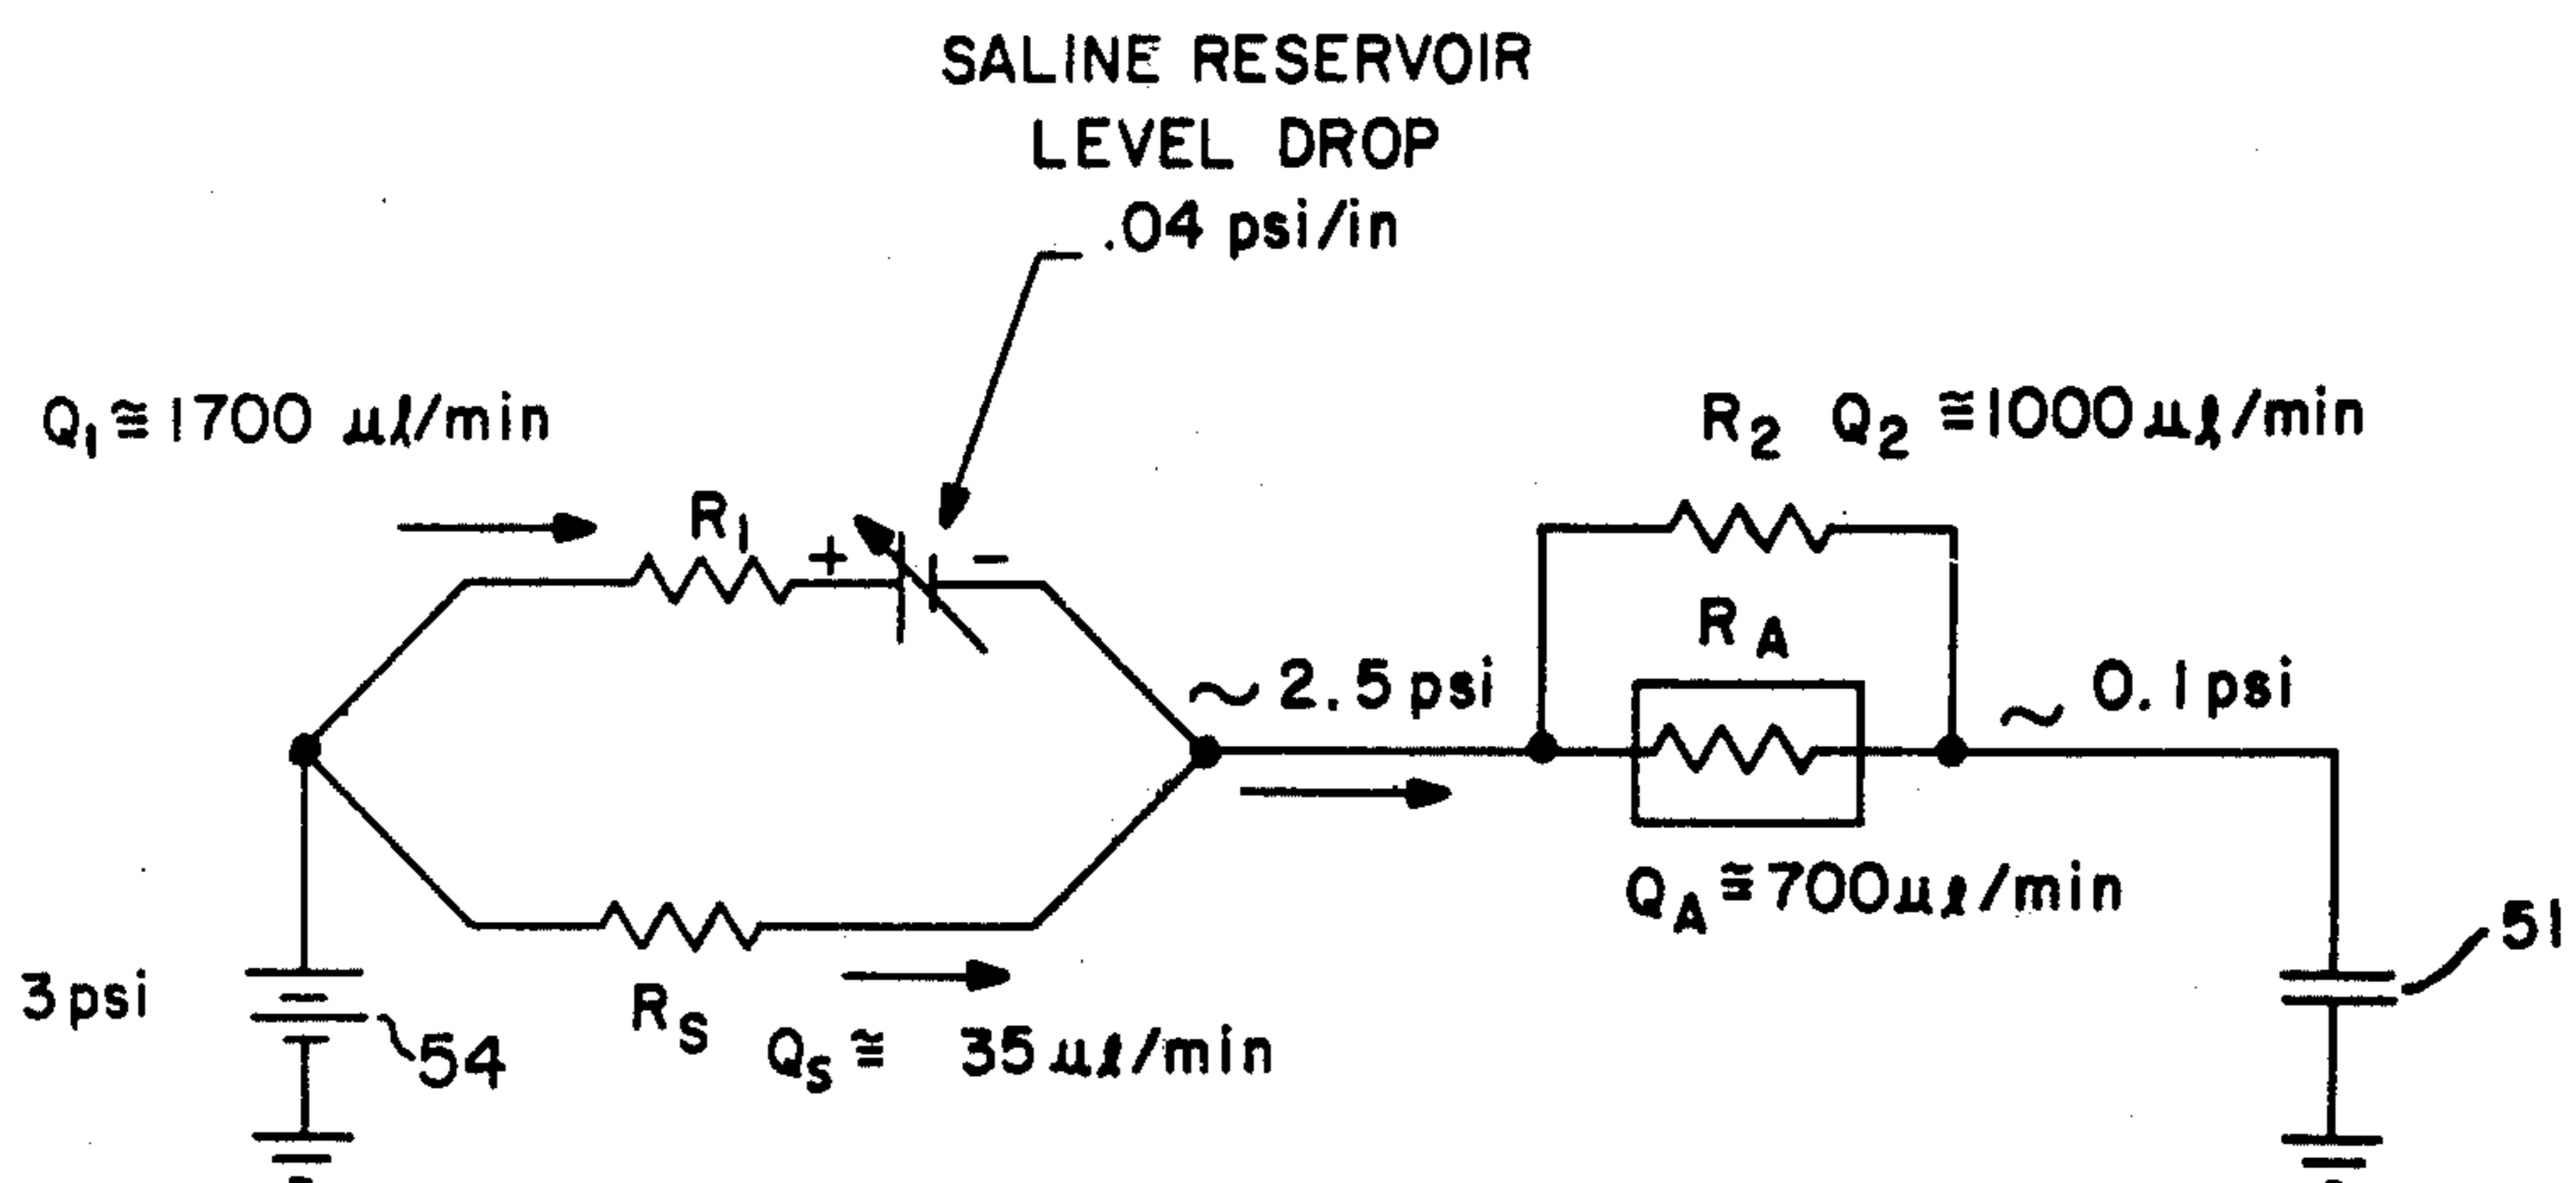 SALINE RESERVOIR
LEVEL DROP
.04 psi/in
Q₁ ≅ 1700 µl/min
R₂ Q₂ ≅ 1000 µl/min
R₁
+
−
R_A
~ 2.5 psi
~ 0.1 psi
Q_A ≅ 700 µl/min
51
3 psi
54
R_S
Q_S ≅ 35 µl/min